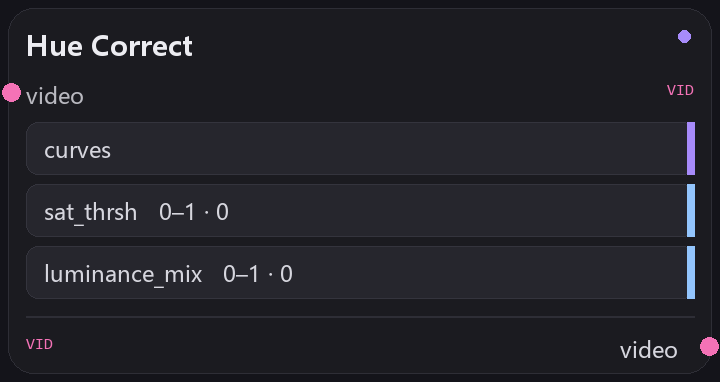 Hue Correct
video VID
curves
sat_thrsh 0–1 · 0
luminance_mix 0–1 · 0
VID video